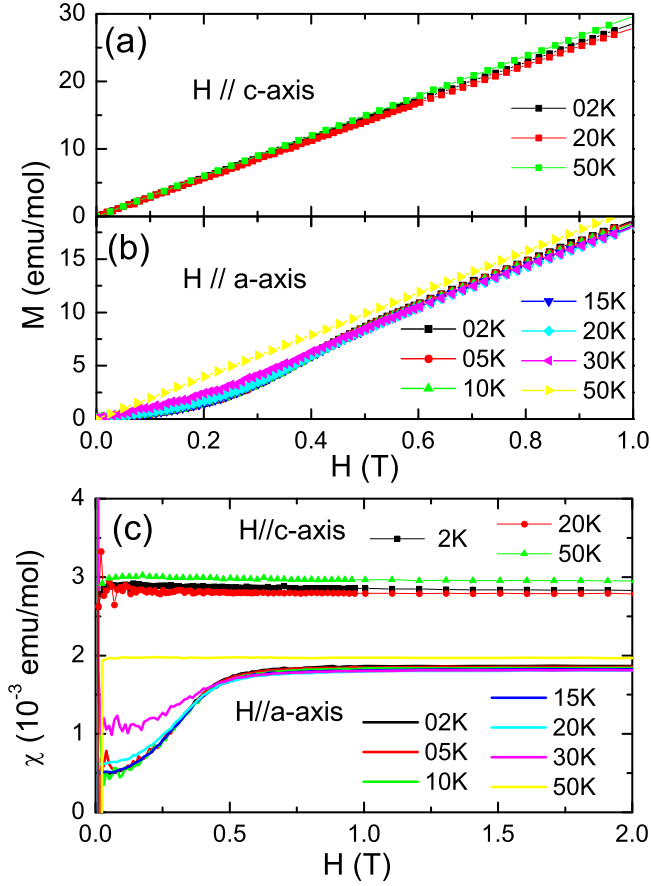 30
(a)
H // c-axis
20
02K
20K
10
50K
0
M (emu/mol)
(b)
15
H // a-axis
10
15K
02K
20K
05K
30K
5
10K
50K
0
0.0 0.2 0.4 0.6 0.8 1.0
H (T)
4
(c)
H//c-axis
2K
20K
50K
3
χ (10⁻³ emu/mol)
2
H//a-axis
15K
02K
20K
1
05K
30K
10K
50K
0
0.0 0.5 1.0 1.5 2.0
H (T)